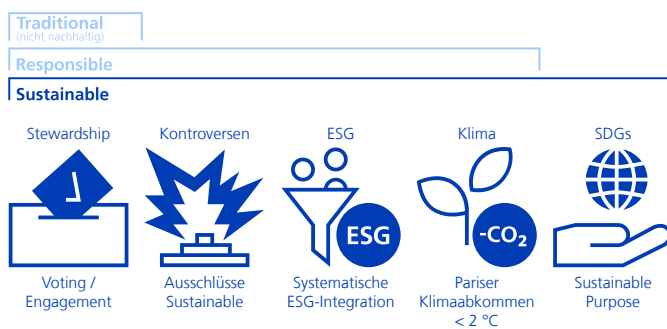 Traditional
(nicht nachhaltig)
Responsible
Sustainable
Stewardship
Kontroversen
ESG
Klima
SDGs
ESG
-CO₂
Voting /
Engagement
Ausschlüsse
Sustainable
Systematische
ESG-Integration
Pariser
Klimaabkommen
< 2 °C
Sustainable
Purpose